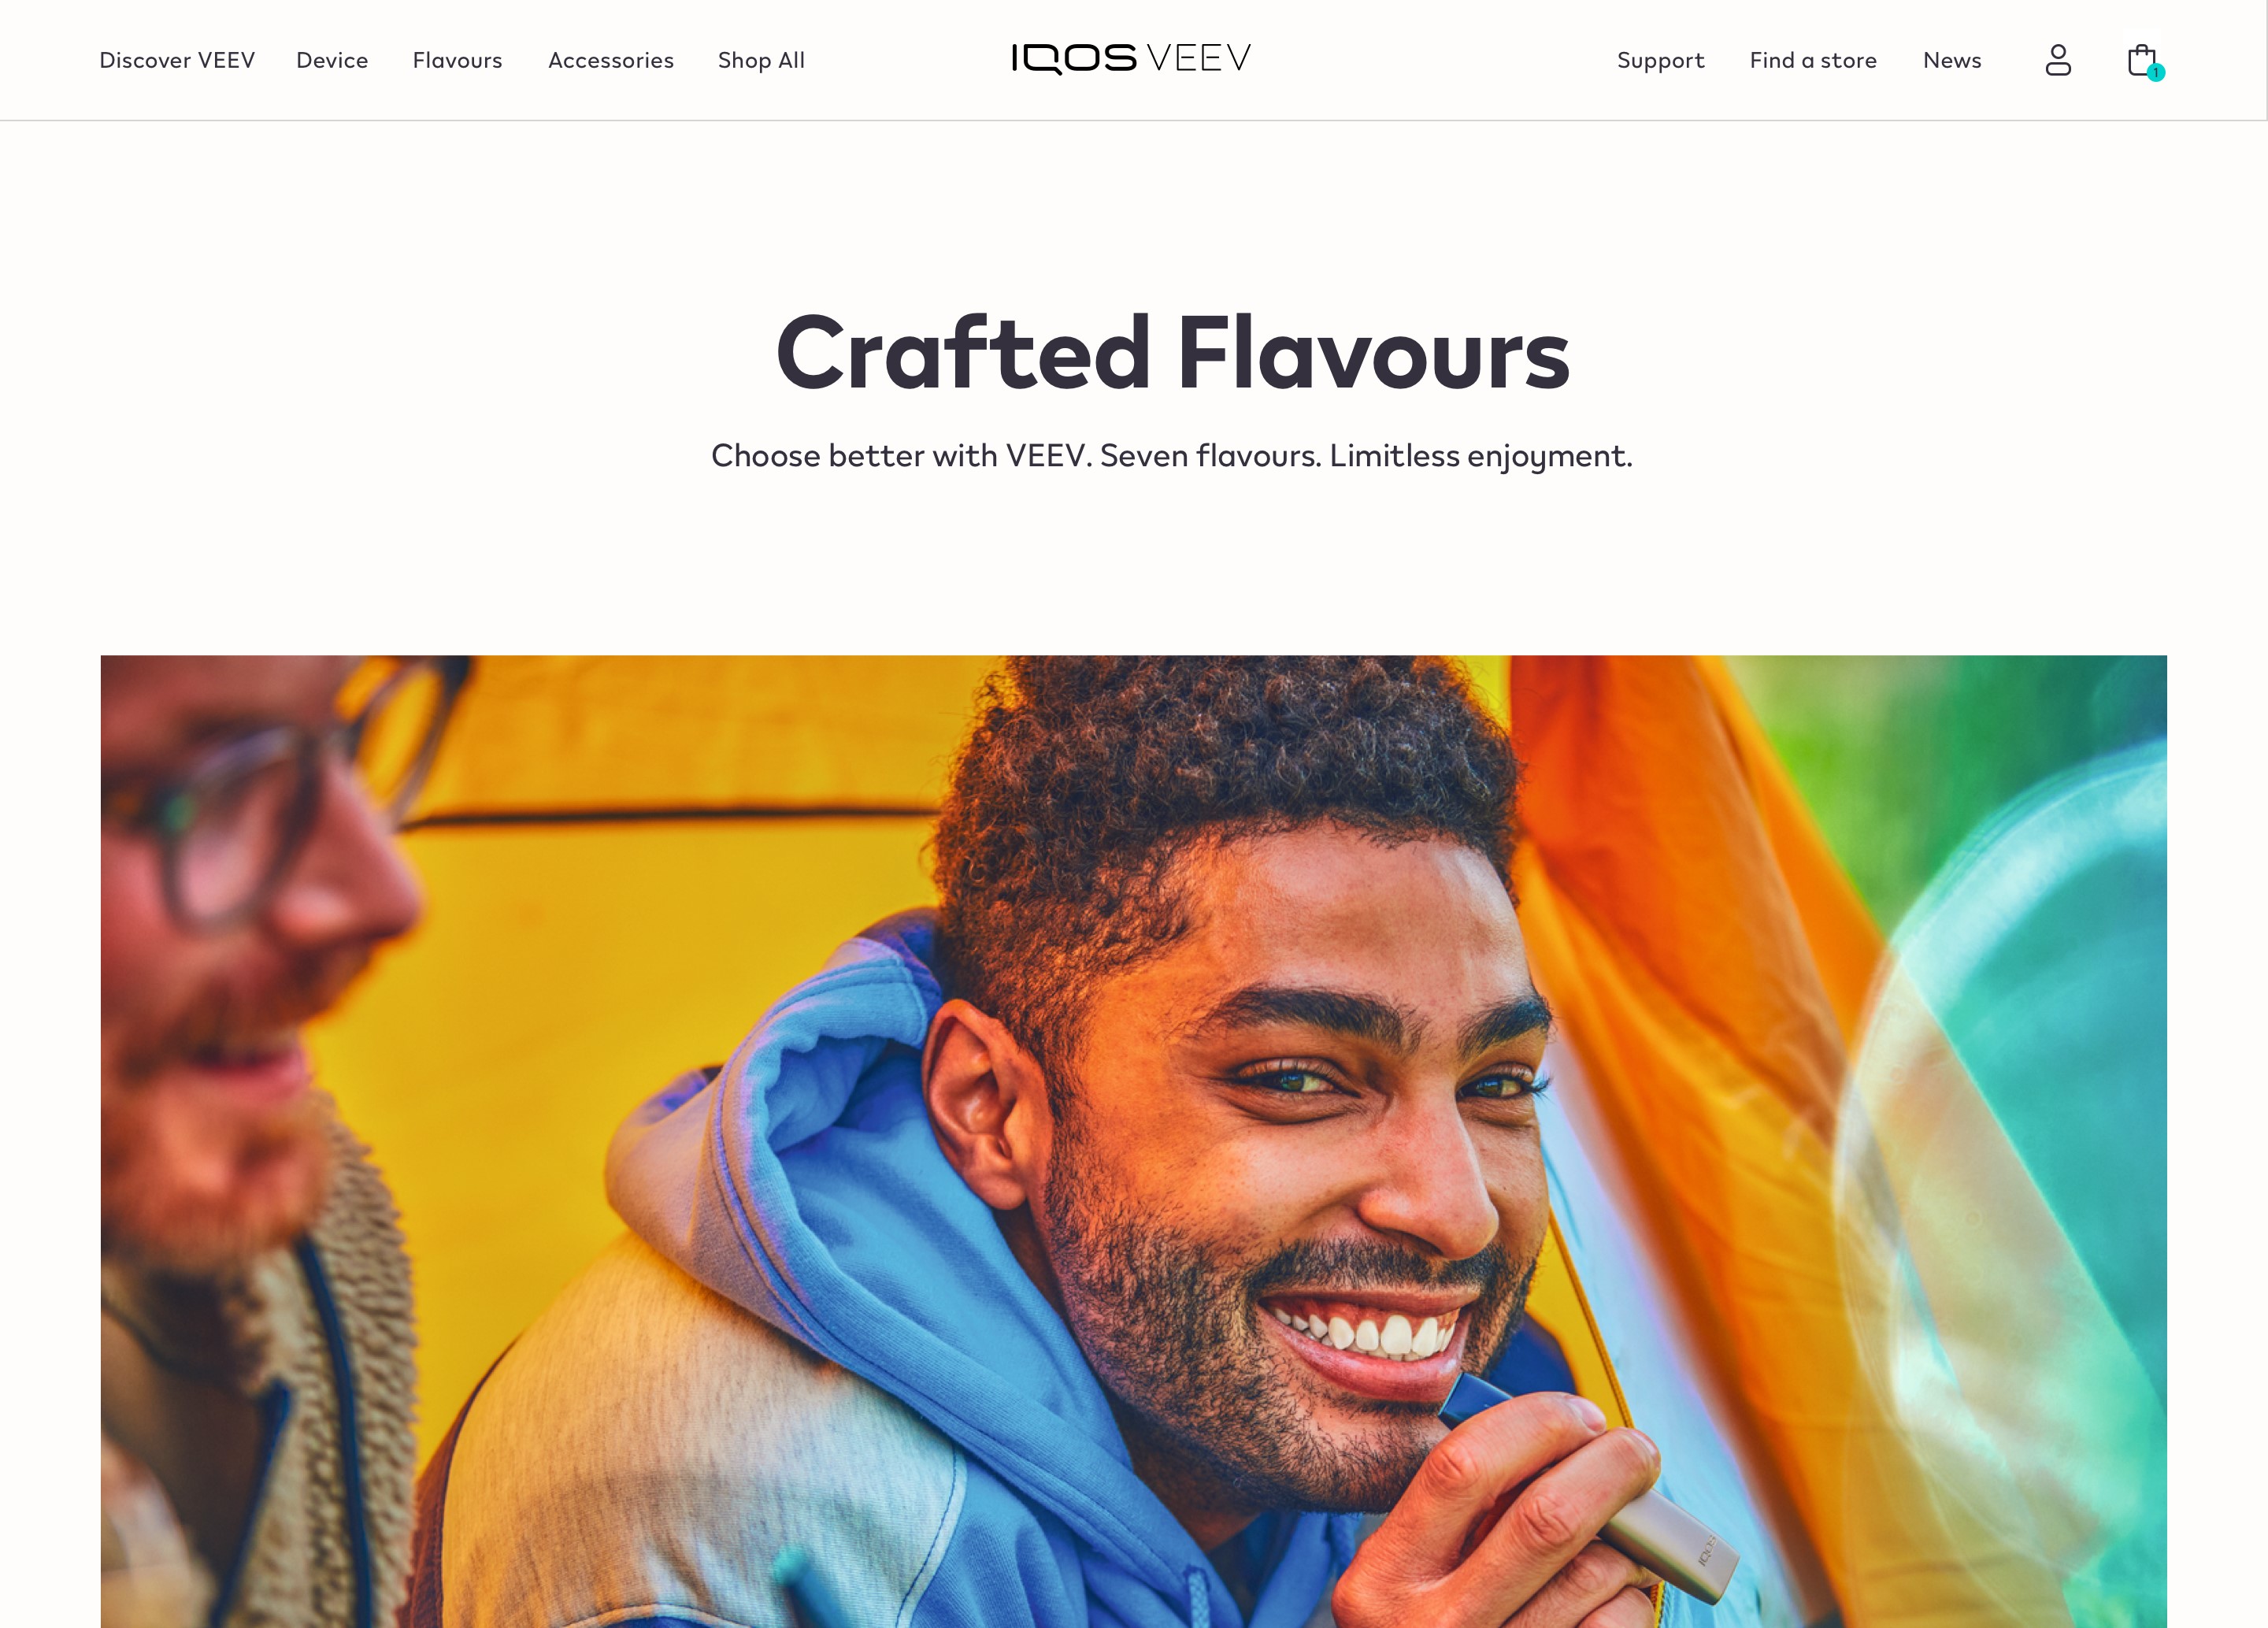 Discover VEEV Device Flavours Accessories Shop All IQOS VEEV Support Find a store News
1
Crafted Flavours
Choose better with VEEV. Seven flavours. Limitless enjoyment.
IQOS